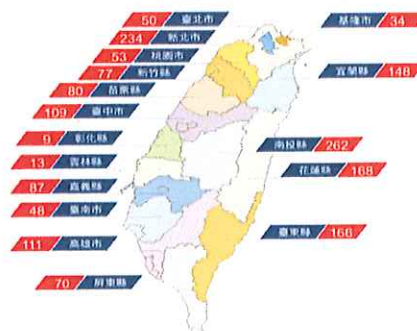 50 臺北市
234 新北市
53 桃園市
77 新竹縣
80 苗栗縣
109 臺中市
9 彰化縣
13 雲林縣
87 嘉義縣
48 臺南市
111 高雄市
70 屏東縣
基隆市 34
宜蘭縣 148
南投縣 262
花蓮縣 168
臺東縣 166